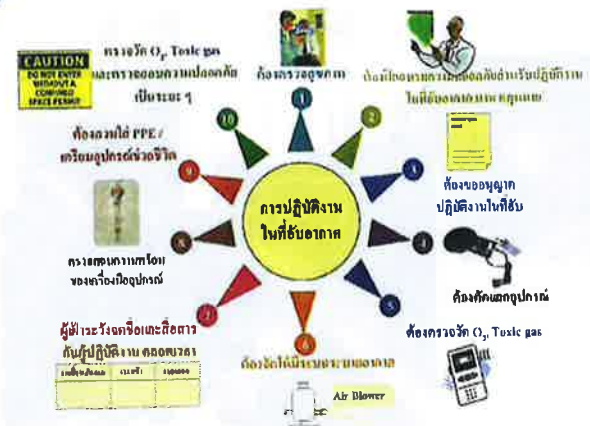 CAUTION
DO NOT ENTER
WITHOUT A
CONFINED
SPACE PERMIT
ตรวจวัด O₂, Toxic gas
และตรวจสอบความปลอดภัย
เป็นระยะ ๆ
ต้องตรวจสุขภาพ
ต้องฝึกอบรมความปลอดภัยสำหรับปฏิบัติงาน
ในที่อับอากาศตามกฎหมาย
ต้องขออนุญาต
ปฏิบัติงานในที่อับ
ต้องตัดแยกอุปกรณ์
ต้องตรวจวัด O₂, Toxic gas
ต้องจัดให้มีระบบระบายอากาศ
Air Blower
ผู้เฝ้าระวังจดชื่อและสื่อสาร
กับผู้ปฏิบัติงาน ตลอดเวลา
ตรวจสอบความพร้อม
ของเครื่องมืออุปกรณ์
ต้องสวมใส่ PPE /
เตรียมอุปกรณ์ช่วยชีวิต
การปฏิบัติงาน
ในที่อับอากาศ
1
2
3
4
5
6
7
8
9
10